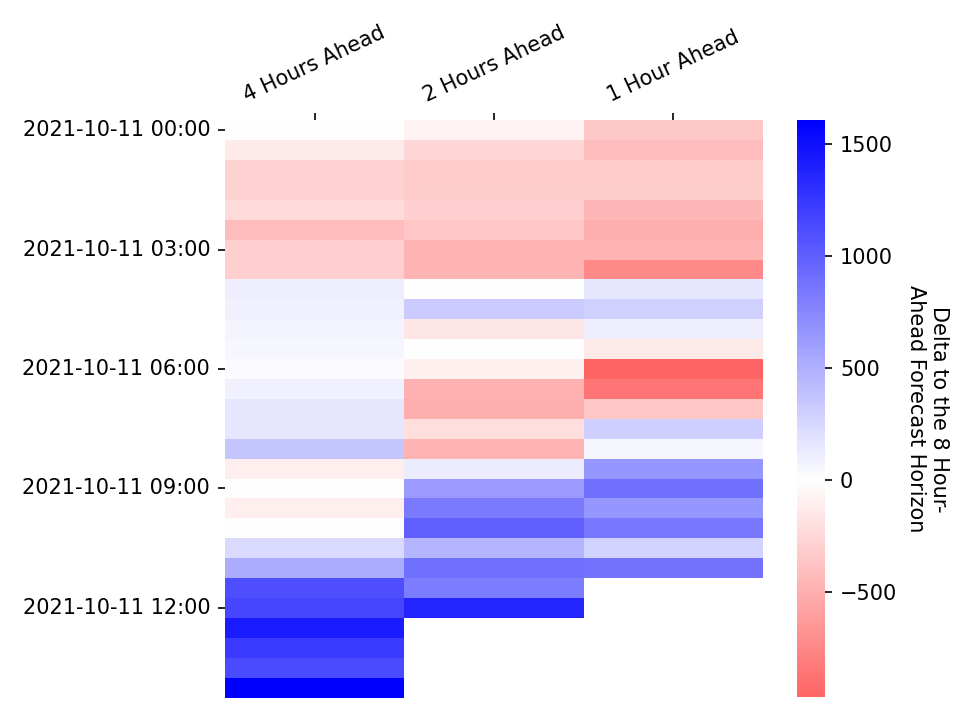 4 Hours Ahead
2 Hours Ahead
1 Hour Ahead
2021-10-11 00:00
2021-10-11 03:00
2021-10-11 06:00
2021-10-11 09:00
2021-10-11 12:00
1500
1000
500
0
−500
Delta to the 8 Hour-
Ahead Forecast Horizon